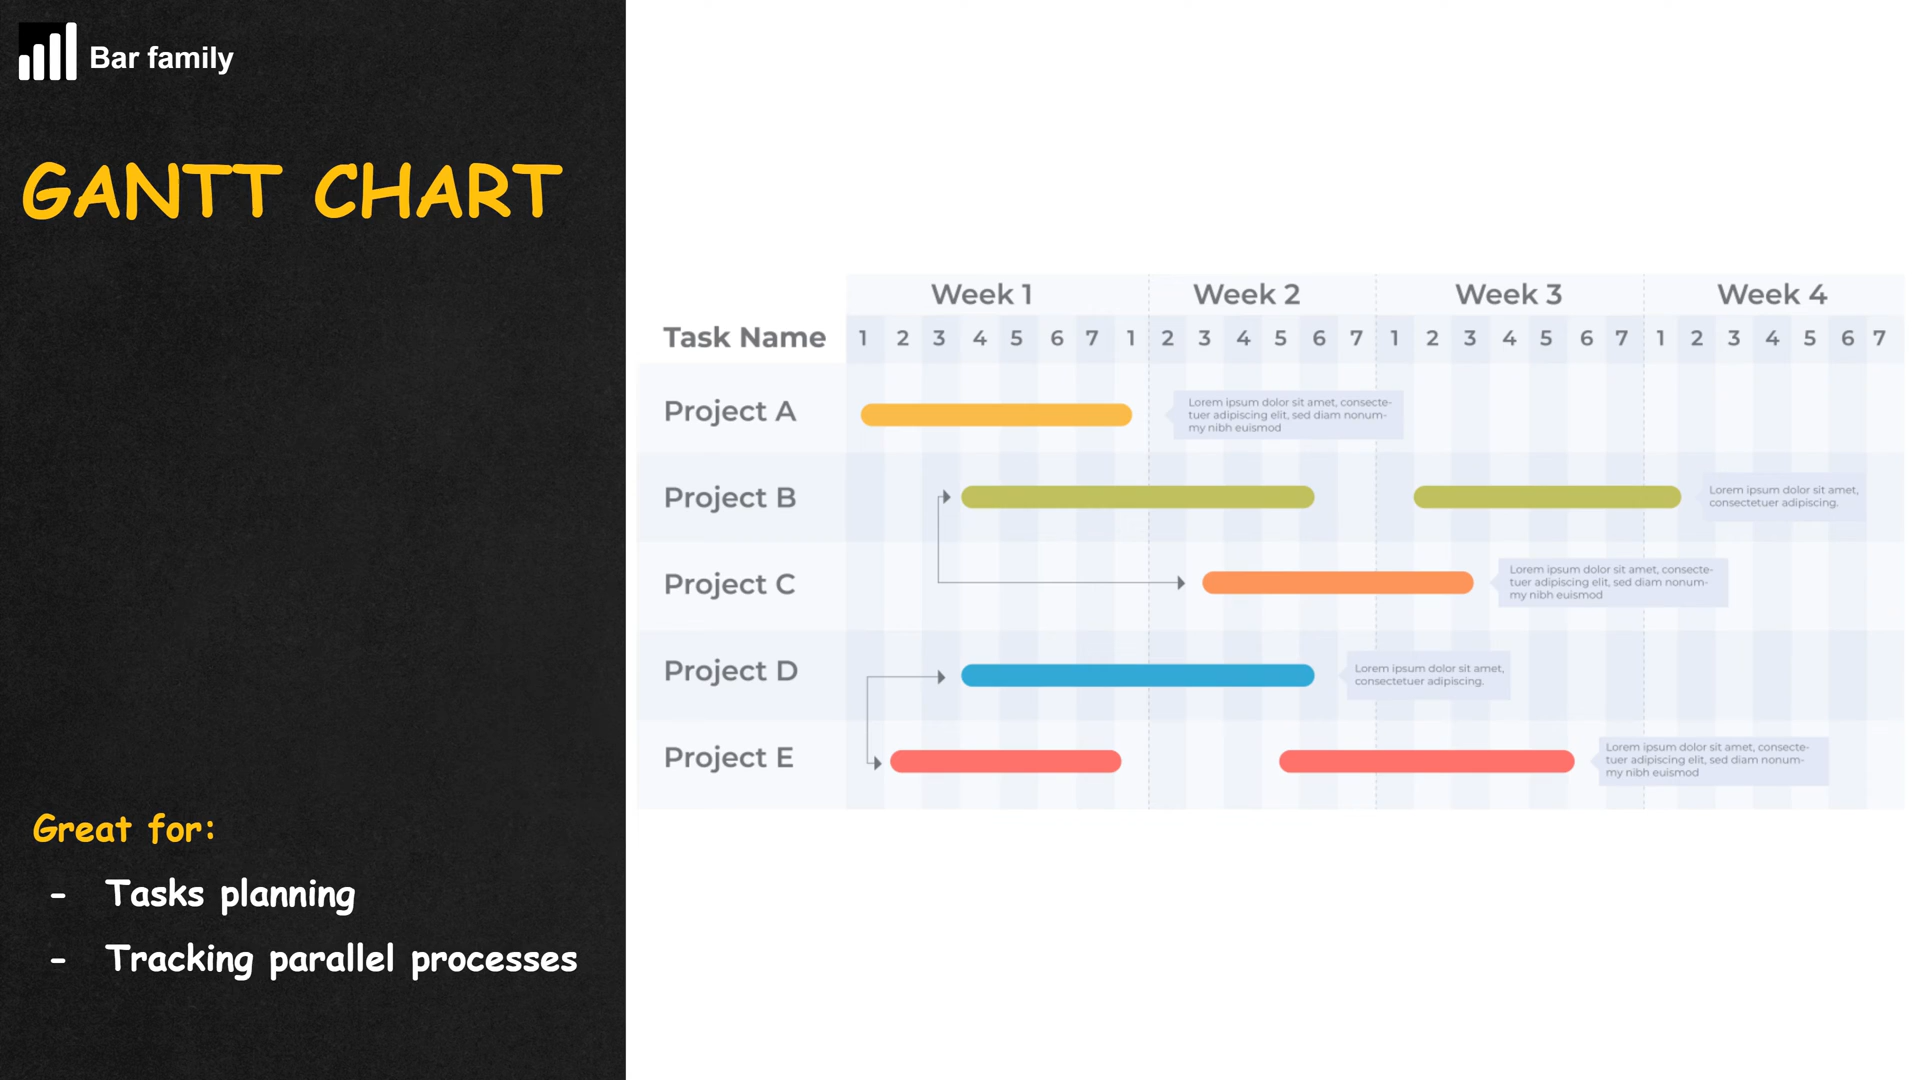 Bar family
GANTT CHART
Great for:
- Tasks planning
- Tracking parallel processes
Week 1 Week 2 Week 3 Week 4
Task Name 1 2 3 4 5 6 7 1 2 3 4 5 6 7 1 2 3 4 5 6 7 1 2 3 4 5 6 7
Project A
Lorem ipsum dolor sit amet, consecte-
tuer adipiscing elit, sed diam nonum-
my nibh euismod
Project B
Lorem ipsum dolor sit amet,
consectetuer adipiscing.
Project C
Lorem ipsum dolor sit amet, consecte-
tuer adipiscing elit, sed diam nonum-
my nibh euismod
Project D
Lorem ipsum dolor sit amet,
consectetuer adipiscing.
Project E
Lorem ipsum dolor sit amet, consecte-
tuer adipiscing elit, sed diam nonum-
my nibh euismod